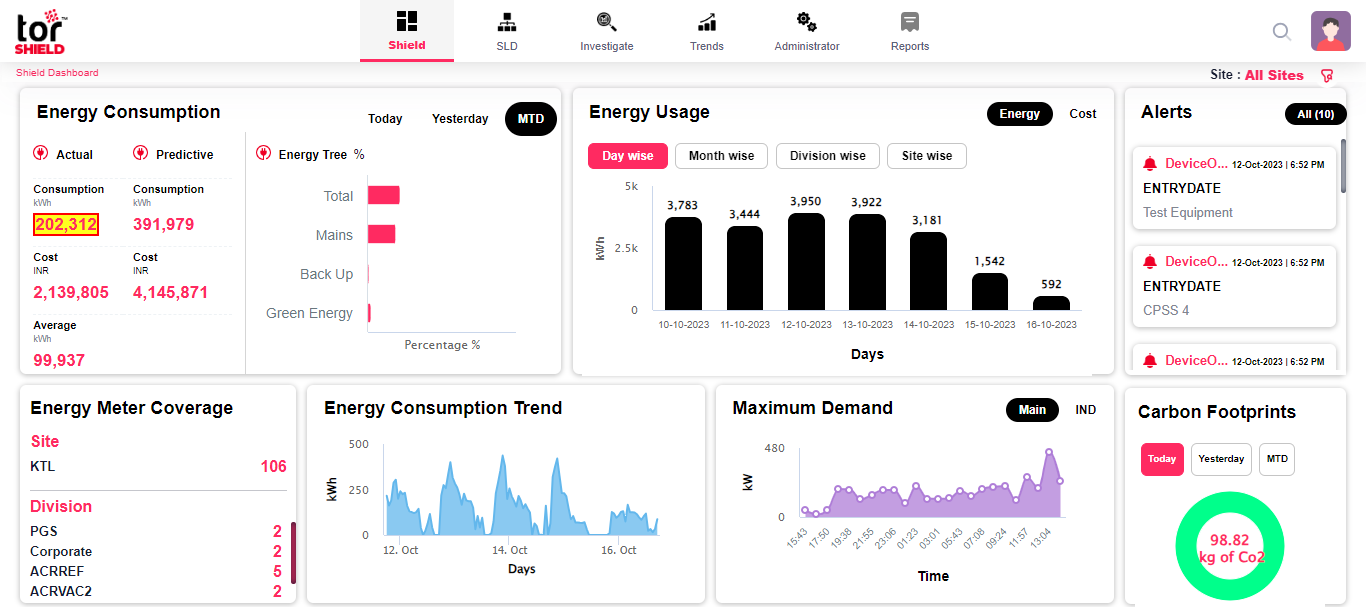 tor
SHIELD
Shield
SLD
Investigate
Trends
Administrator
Reports
Shield Dashboard
Site : All Sites
Energy Consumption
Today
Yesterday
MTD
Actual
Predictive
Consumption
kWh
202,312
Consumption
kWh
391,979
Cost
INR
2,139,805
Cost
INR
4,145,871
Average
kWh
99,937
Energy Tree %
Total
Mains
Back Up
Green Energy
Percentage %
Energy Usage
Energy
Cost
Day wise
Month wise
Division wise
Site wise
5k
2.5k
0
kWh
3,783
3,444
3,950
3,922
3,181
1,542
592
10-10-2023
11-10-2023
12-10-2023
13-10-2023
14-10-2023
15-10-2023
16-10-2023
Days
Alerts
All (10)
DeviceO... 12-Oct-2023 | 6:52 PM
ENTRYDATE
Test Equipment
DeviceO... 12-Oct-2023 | 6:52 PM
ENTRYDATE
CPSS 4
DeviceO... 12-Oct-2023 | 6:52 PM
Energy Meter Coverage
Site
KTL 106
Division
PGS 2
Corporate 2
ACRREF 5
ACRVAC2 2
Energy Consumption Trend
500
250
0
kWh
12. Oct
14. Oct
16. Oct
Days
Maximum Demand
Main
IND
480
0
kW
15:43
17:50
19:38
21:55
23:06
01:23
03:01
05:43
07:08
09:24
11:57
13:04
Time
Carbon Footprints
Today
Yesterday
MTD
98.82
kg of Co2